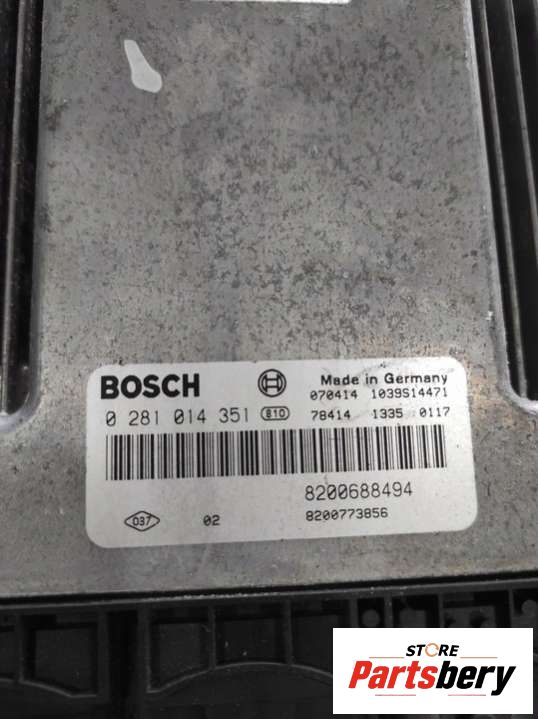 BOSCH Made in Germany
070414 1039S14471
0 281 014 351 810 78414 1335 0117
8200688494
D37 02 8200773856
STORE
Partsbery